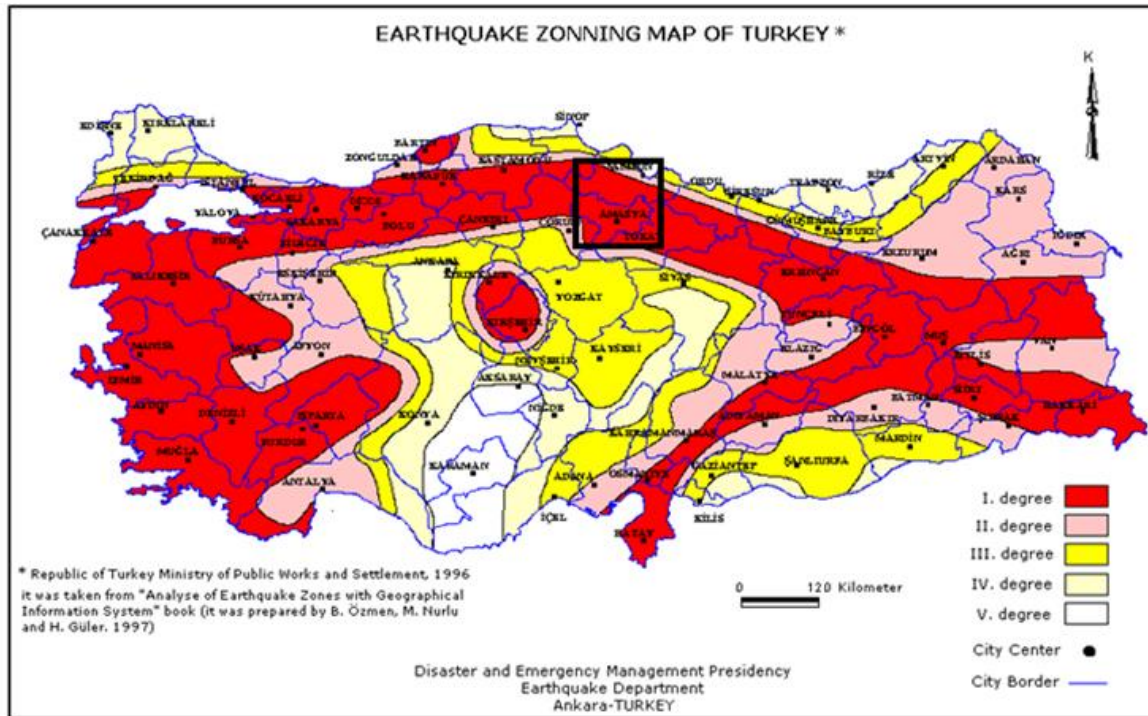 EARTHQUAKE ZONNING MAP OF TURKEY *
K
SİNOP
EDİRNE
KIRKLARELİ
BARTIN
ZONGULDAK
KASTAMONU
SAMSUN
ARTVİN
ARDAHAN
TEKİRDAĞ
İSTANBUL
KARABÜK
ORDU
GİRESUN
TRABZON
RİZE
KARS
KOCAELİ
YALOVA
SAKARYA
BOLU
ÇANKIRI
ÇORUM
AMASYA
TOKAT
GÜMÜŞHANE
BAYBURT
IĞDIR
ÇANAKKALE
BURSA
BİLECİK
ERZURUM
AĞRI
BALIKESİR
ESKİŞEHİR
ANKARA
KIRIKKALE
SİVAS
ERZİNCAN
KÜTAHYA
YOZGAT
TUNCELİ
KIRŞEHİR
BİNGÖL
MUŞ
MANİSA
UŞAK
AFYON
NEVŞEHİR
KAYSERİ
ELAZIĞ
BİTLİS
VAN
İZMİR
AKSARAY
MALATYA
AYDIN
DENİZLİ
ISPARTA
KONYA
NİĞDE
ADIYAMAN
BATMAN
SİİRT
HAKKARİ
BURDUR
KAHRAMANMARAŞ
DİYARBAKIR
ŞIRNAK
MUĞLA
KARAMAN
MARDİN
ANTALYA
ADANA
OSMANİYE
GAZİANTEP
ŞANLIURFA
İÇEL
KİLİS
HATAY
I. degree
II. degree
III. degree
IV. degree
V. degree
City Center
City Border
0 120 Kilometer
* Republic of Turkey Ministry of Public Works and Settlement, 1996
it was taken from "Analyse of Earthquake Zones with Geographical
Information System" book (it was prepared by B. Özmen, M. Nurlu
and H. Güler. 1997)
Disaster and Emergency Management Presidency
Earthquake Department
Ankara-TURKEY